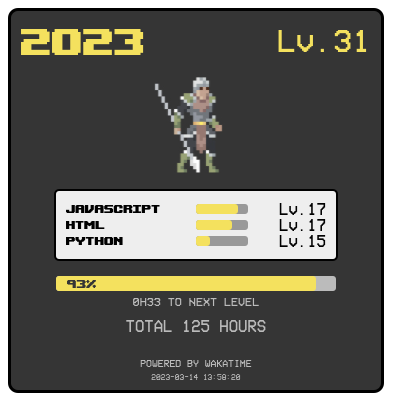 2023 Lv.31
JAVASCRIPT Lv.17
HTML Lv.17
PYTHON Lv.15
93%
0H33 TO NEXT LEVEL
TOTAL 125 HOURS
POWERED BY WAKATIME
2023-03-14 13:58:20